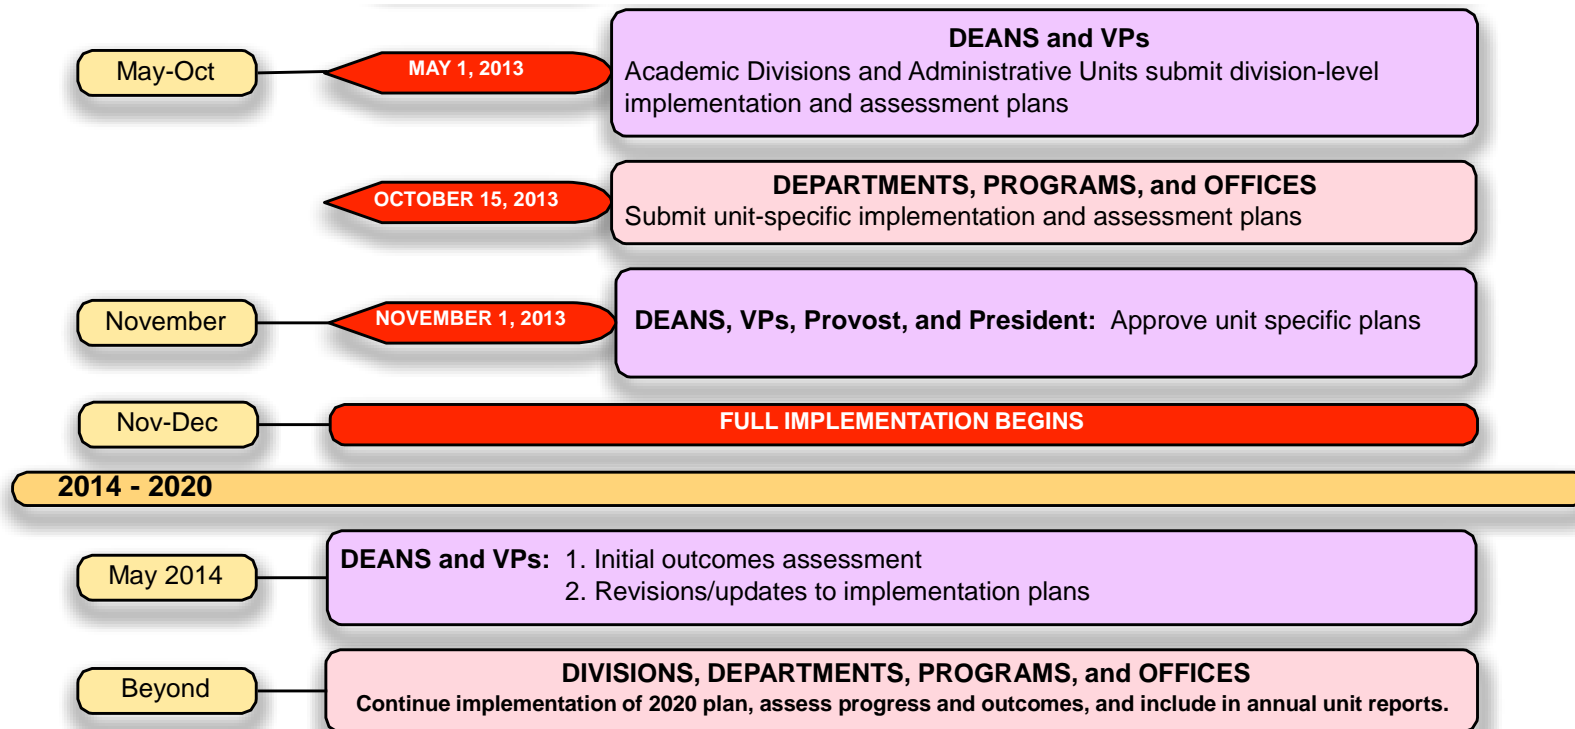 May-Oct
MAY 1, 2013
DEANS and VPs
Academic Divisions and Administrative Units submit division-level
implementation and assessment plans
OCTOBER 15, 2013
DEPARTMENTS, PROGRAMS, and OFFICES
Submit unit-specific implementation and assessment plans
November
NOVEMBER 1, 2013
DEANS, VPs, Provost, and President: Approve unit specific plans
Nov-Dec
FULL IMPLEMENTATION BEGINS
2014 - 2020
May 2014
DEANS and VPs: 1. Initial outcomes assessment
2. Revisions/updates to implementation plans
Beyond
DIVISIONS, DEPARTMENTS, PROGRAMS, and OFFICES
Continue implementation of 2020 plan, assess progress and outcomes, and include in annual unit reports.